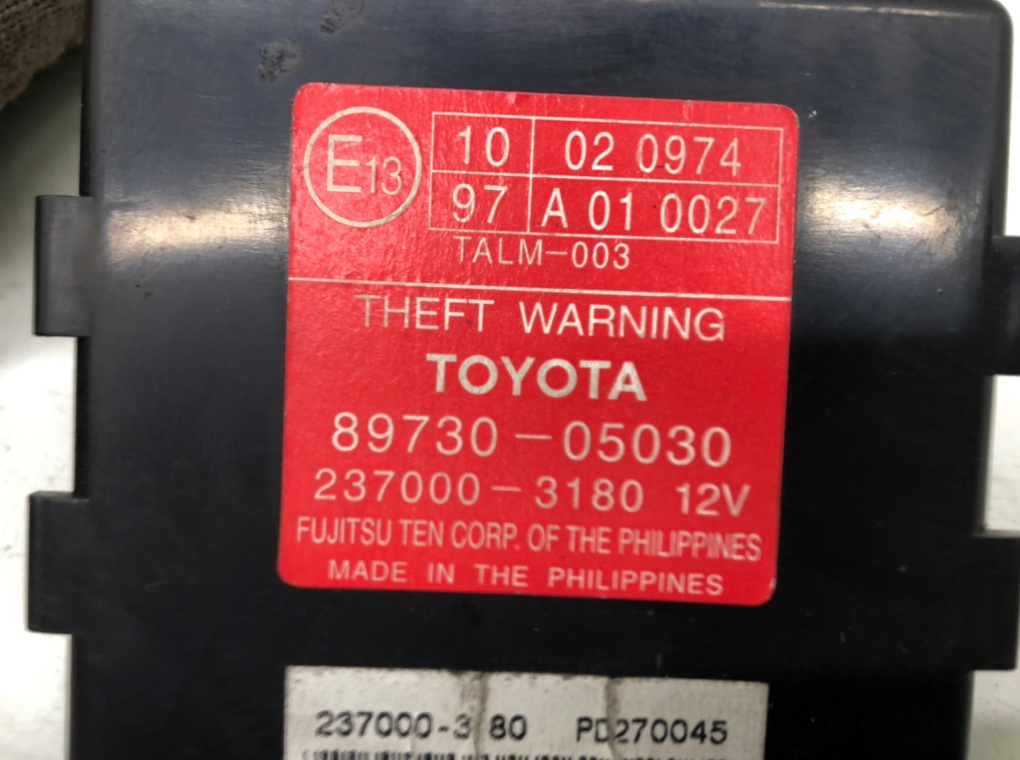 E13
10 02 0974
97 A 01 0027
TALM-003
THEFT WARNING
TOYOTA
89730-05030
237000-3180 12V
FUJITSU TEN CORP. OF THE PHILIPPINES
MADE IN THE PHILIPPINES
237000-3 80 PD270045